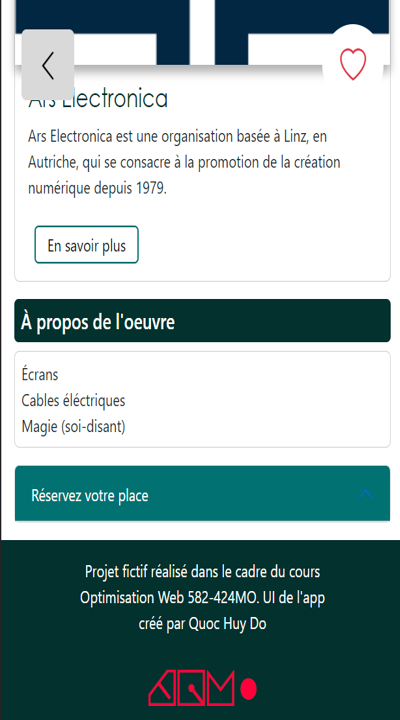 Ars Electronica
Ars Electronica est une organisation basée à Linz, en
Autriche, qui se consacre à la promotion de la création
numérique depuis 1979.
En savoir plus
À propos de l'oeuvre
Écrans
Cables éléctriques
Magie (soi-disant)
Réservez votre place
Projet fictif réalisé dans le cadre du cours
Optimisation Web 582-424MO. UI de l'app
créé par Quoc Huy Do